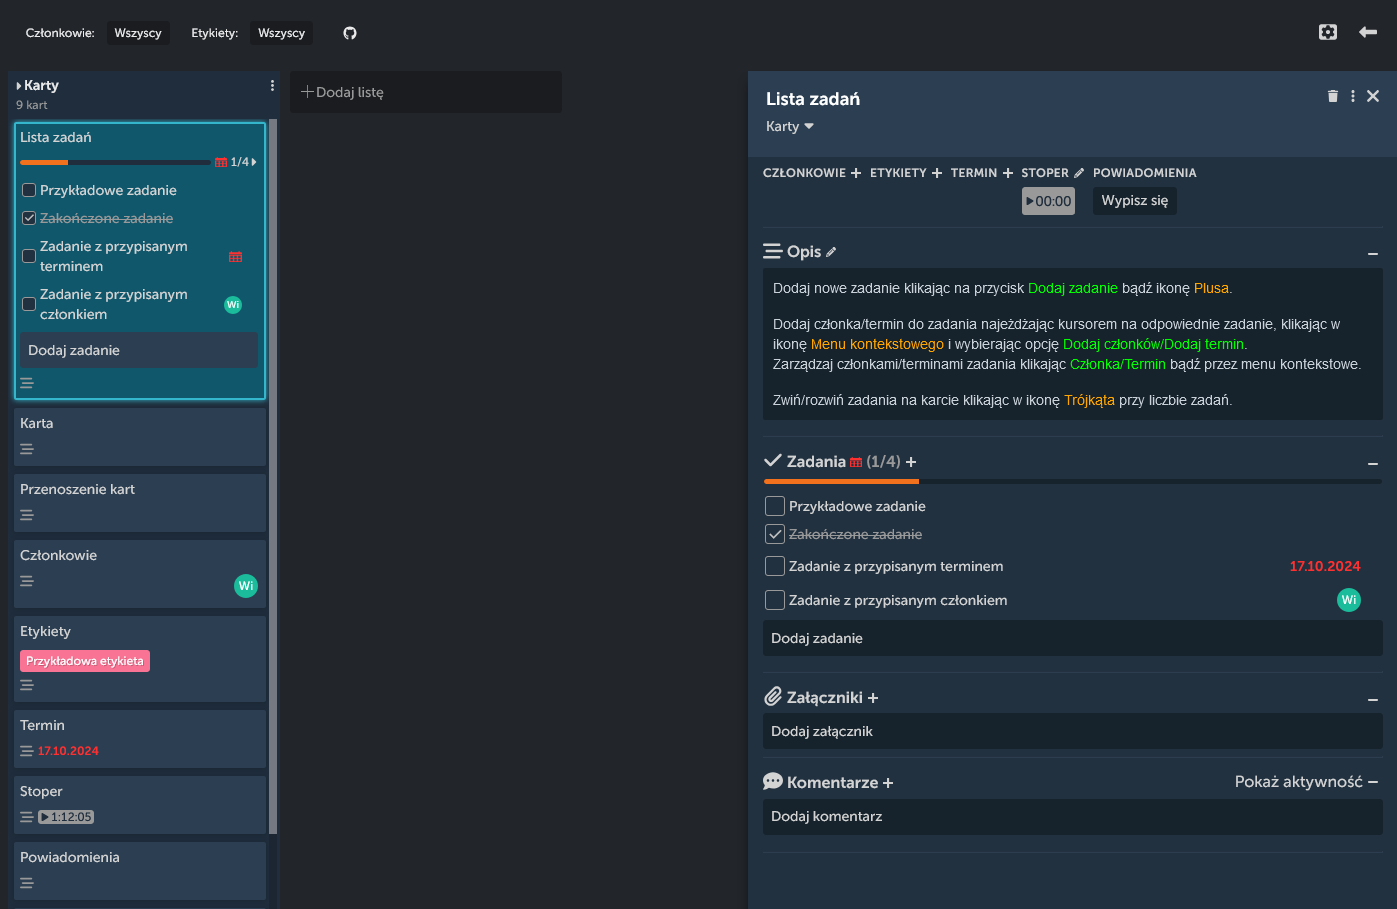 Członkowie:
Wszyscy
Etykiety:
Wszyscy
Karty
9 kart
Lista zadań
1/4
Przykładowe zadanie
Zakończone zadanie
Zadanie z przypisanym
terminem
Zadanie z przypisanym
członkiem
Wi
Dodaj zadanie
Karta
Przenoszenie kart
Członkowie
Wi
Etykiety
Przykładowa etykieta
Termin
17.10.2024
Stoper
1:12:05
Powiadomienia
Dodaj listę
Lista zadań
Karty
CZŁONKOWIE
ETYKIETY
TERMIN
STOPER
POWIADOMIENIA
00:00
Wypisz się
Opis
Dodaj nowe zadanie klikając na przycisk Dodaj zadanie bądź ikonę Plusa.
Dodaj członka/termin do zadania najeżdżając kursorem na odpowiednie zadanie, klikając w
ikonę Menu kontekstowego i wybierając opcję Dodaj członków/Dodaj termin.
Zarządzaj członkami/terminami zadania klikając Członka/Termin bądź przez menu kontekstowe.
Zwiń/rozwiń zadania na karcie klikając w ikonę Trójkąta przy liczbie zadań.
Zadania (1/4)
Przykładowe zadanie
Zakończone zadanie
Zadanie z przypisanym terminem
17.10.2024
Zadanie z przypisanym członkiem
Wi
Dodaj zadanie
Załączniki
Dodaj załącznik
Komentarze
Pokaż aktywność
Dodaj komentarz